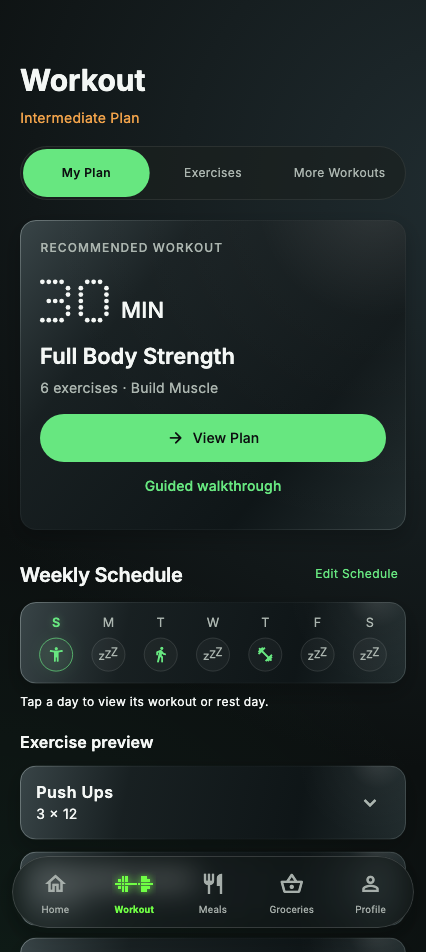 Workout
Intermediate Plan
My Plan
Exercises
More Workouts
RECOMMENDED WORKOUT
30 MIN
Full Body Strength
6 exercises · Build Muscle
→ View Plan
Guided walkthrough
Weekly Schedule
Edit Schedule
S M T W T F S
zZZ zZZ zZZ zZZ
Tap a day to view its workout or rest day.
Exercise preview
Push Ups
3 × 12
Home
Workout
Meals
Groceries
Profile